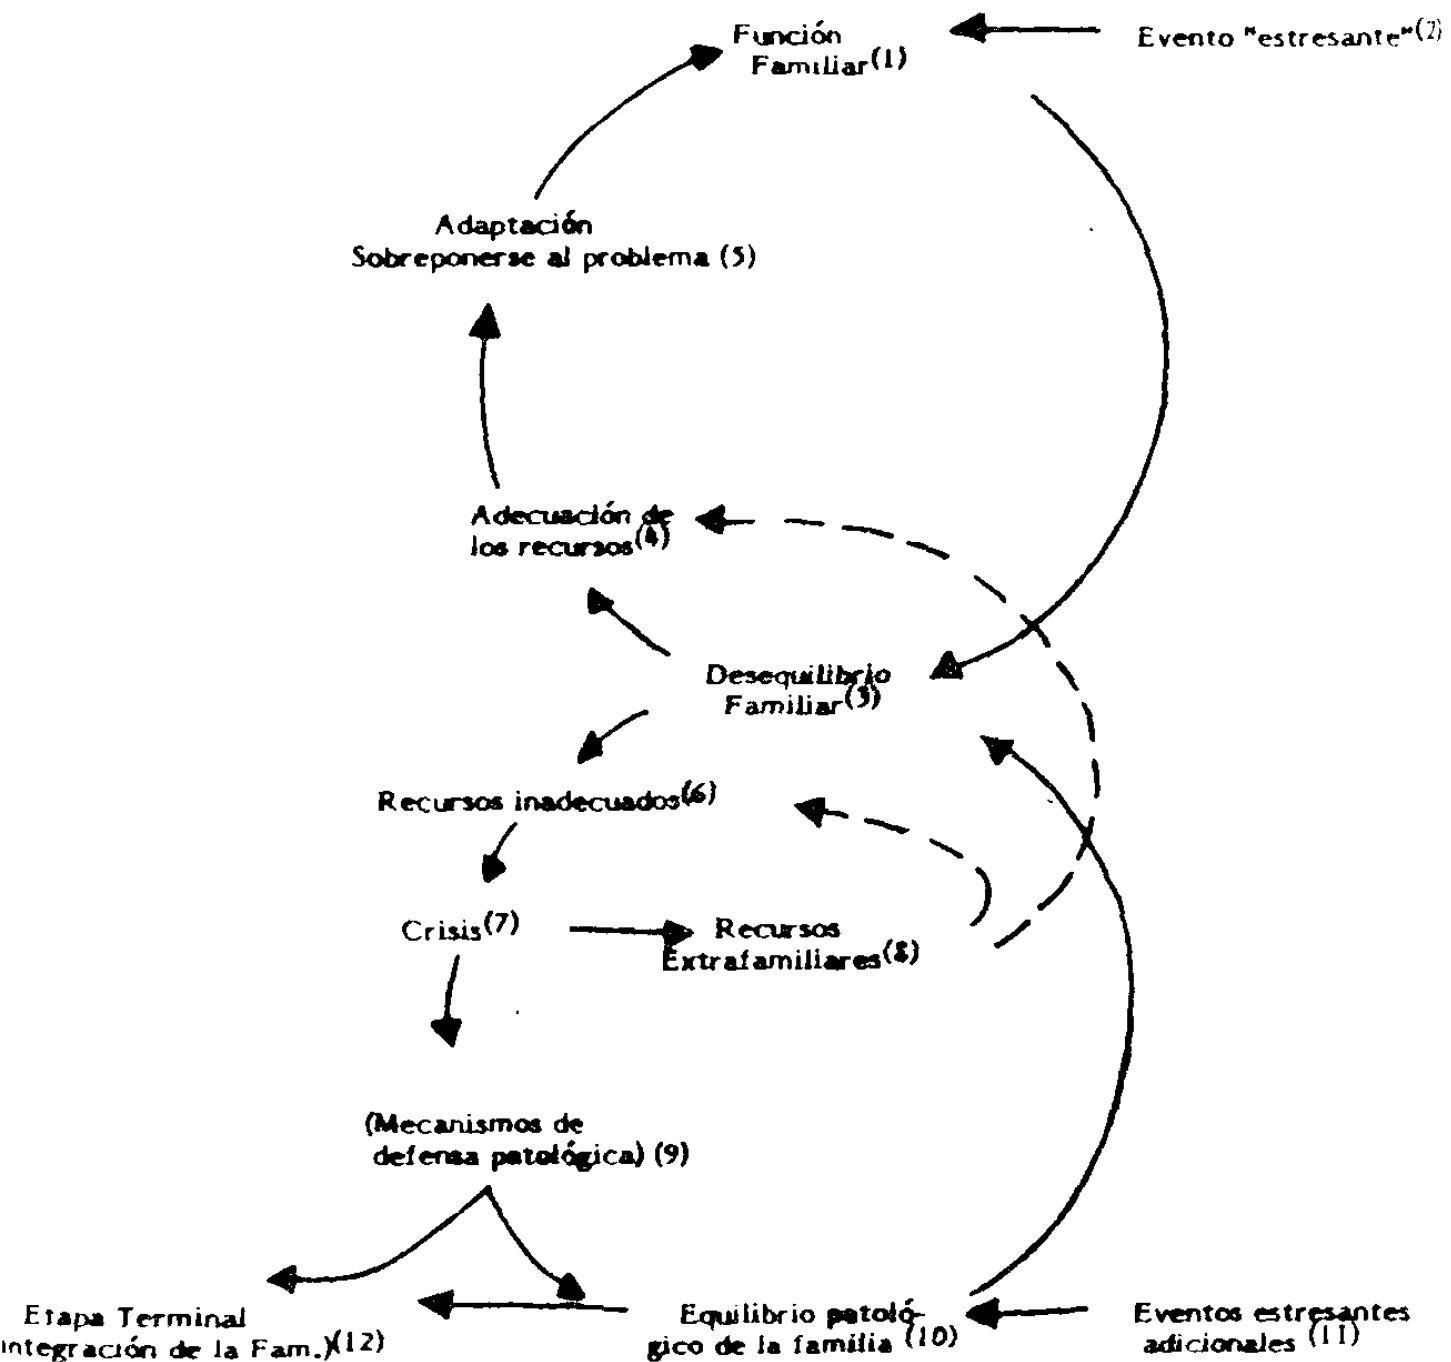 Función
Familiar(1)
Evento "estresante"(2)
Adaptación
Sobreponerse al problema (5)
Adecuación de
los recursos(4)
Desequilibrio
Familiar(3)
Recursos inadecuados(6)
Crisis(7)
Recursos
Extrafamiliares(8)
(Mecanismos de
defensa patológica) (9)
Etapa Terminal
integración de la Fam.)(12)
Equilibrio patoló-
gico de la familia (10)
Eventos estresantes
adicionales (11)